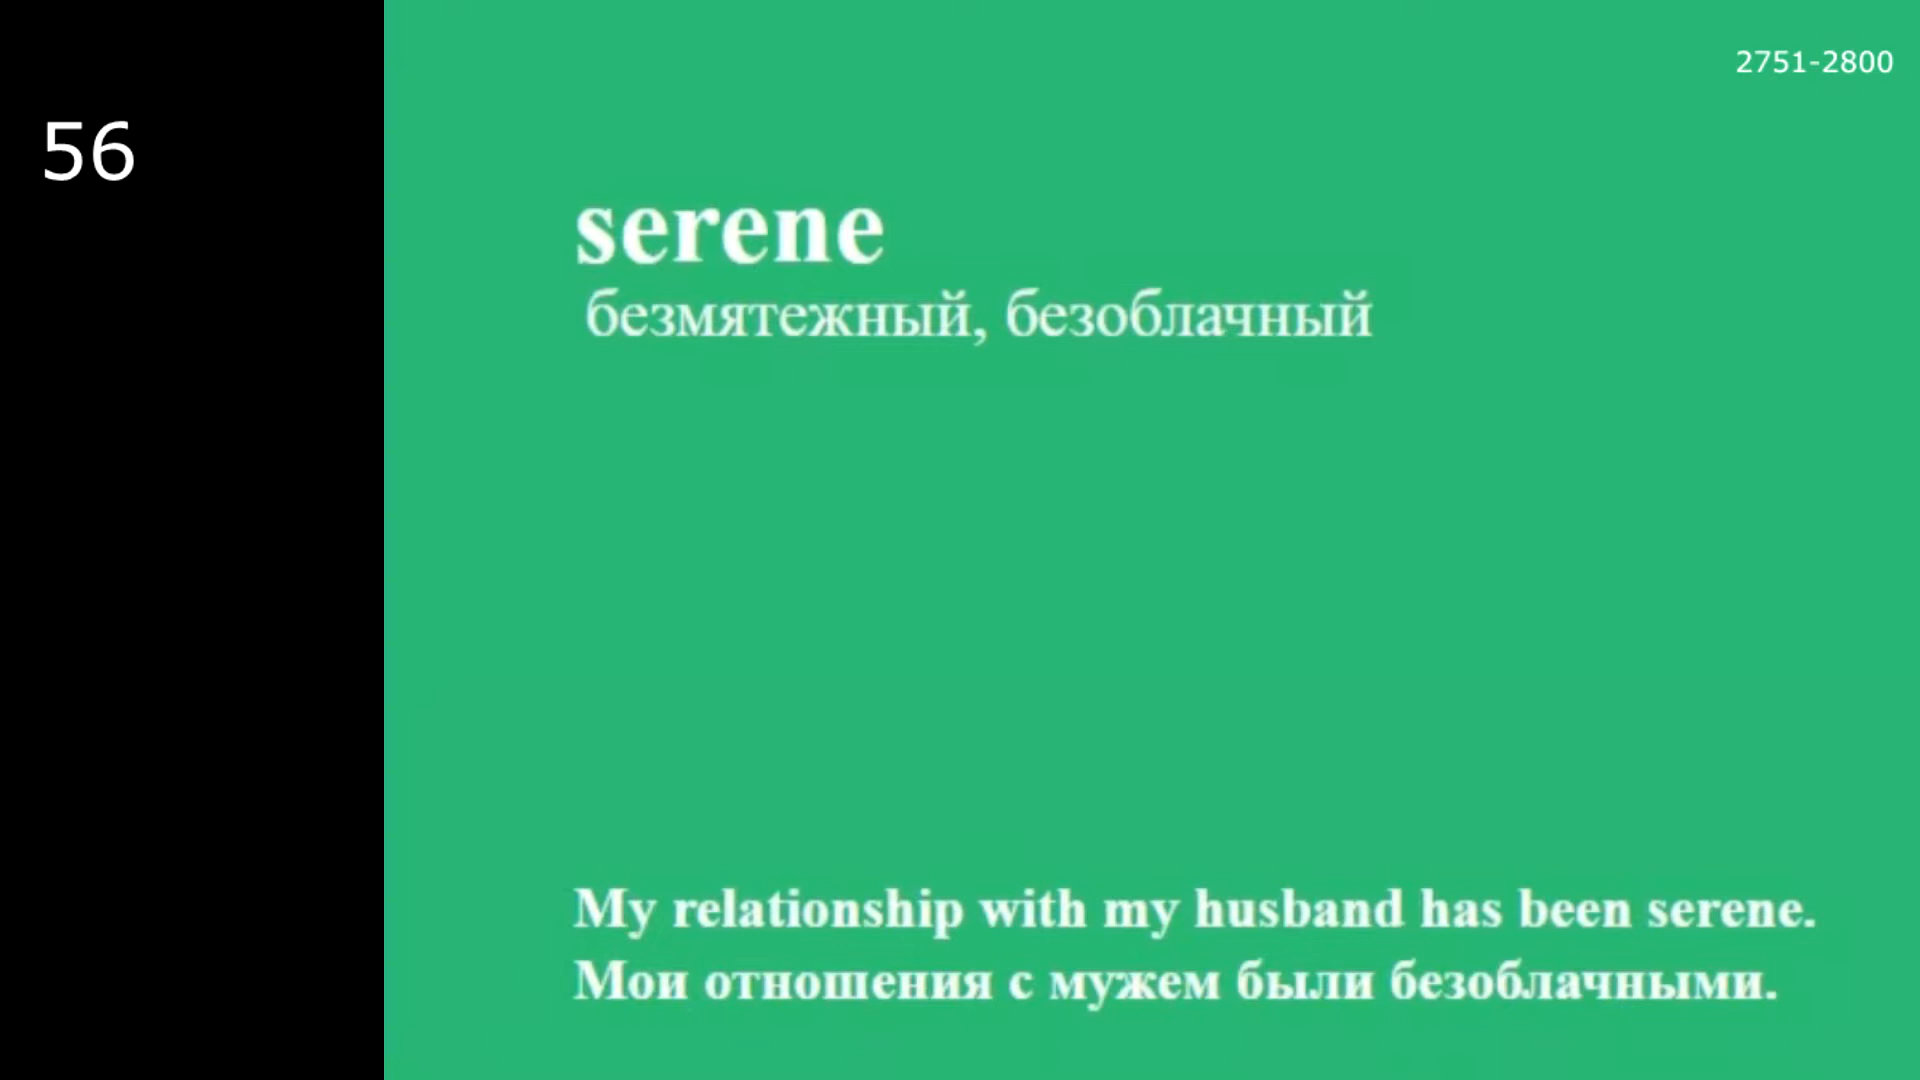 2751-2800
56
serene
безмятежный, безоблачный
My relationship with my husband has been serene.
Мои отношения с мужем были безоблачными.